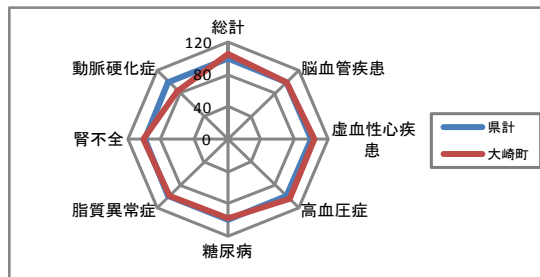 総計
120
動脈硬化症
脳血管疾患
80
40
腎不全
0
虚血性心疾
患
県計
大崎町
脂質異常症
高血圧症
糖尿病